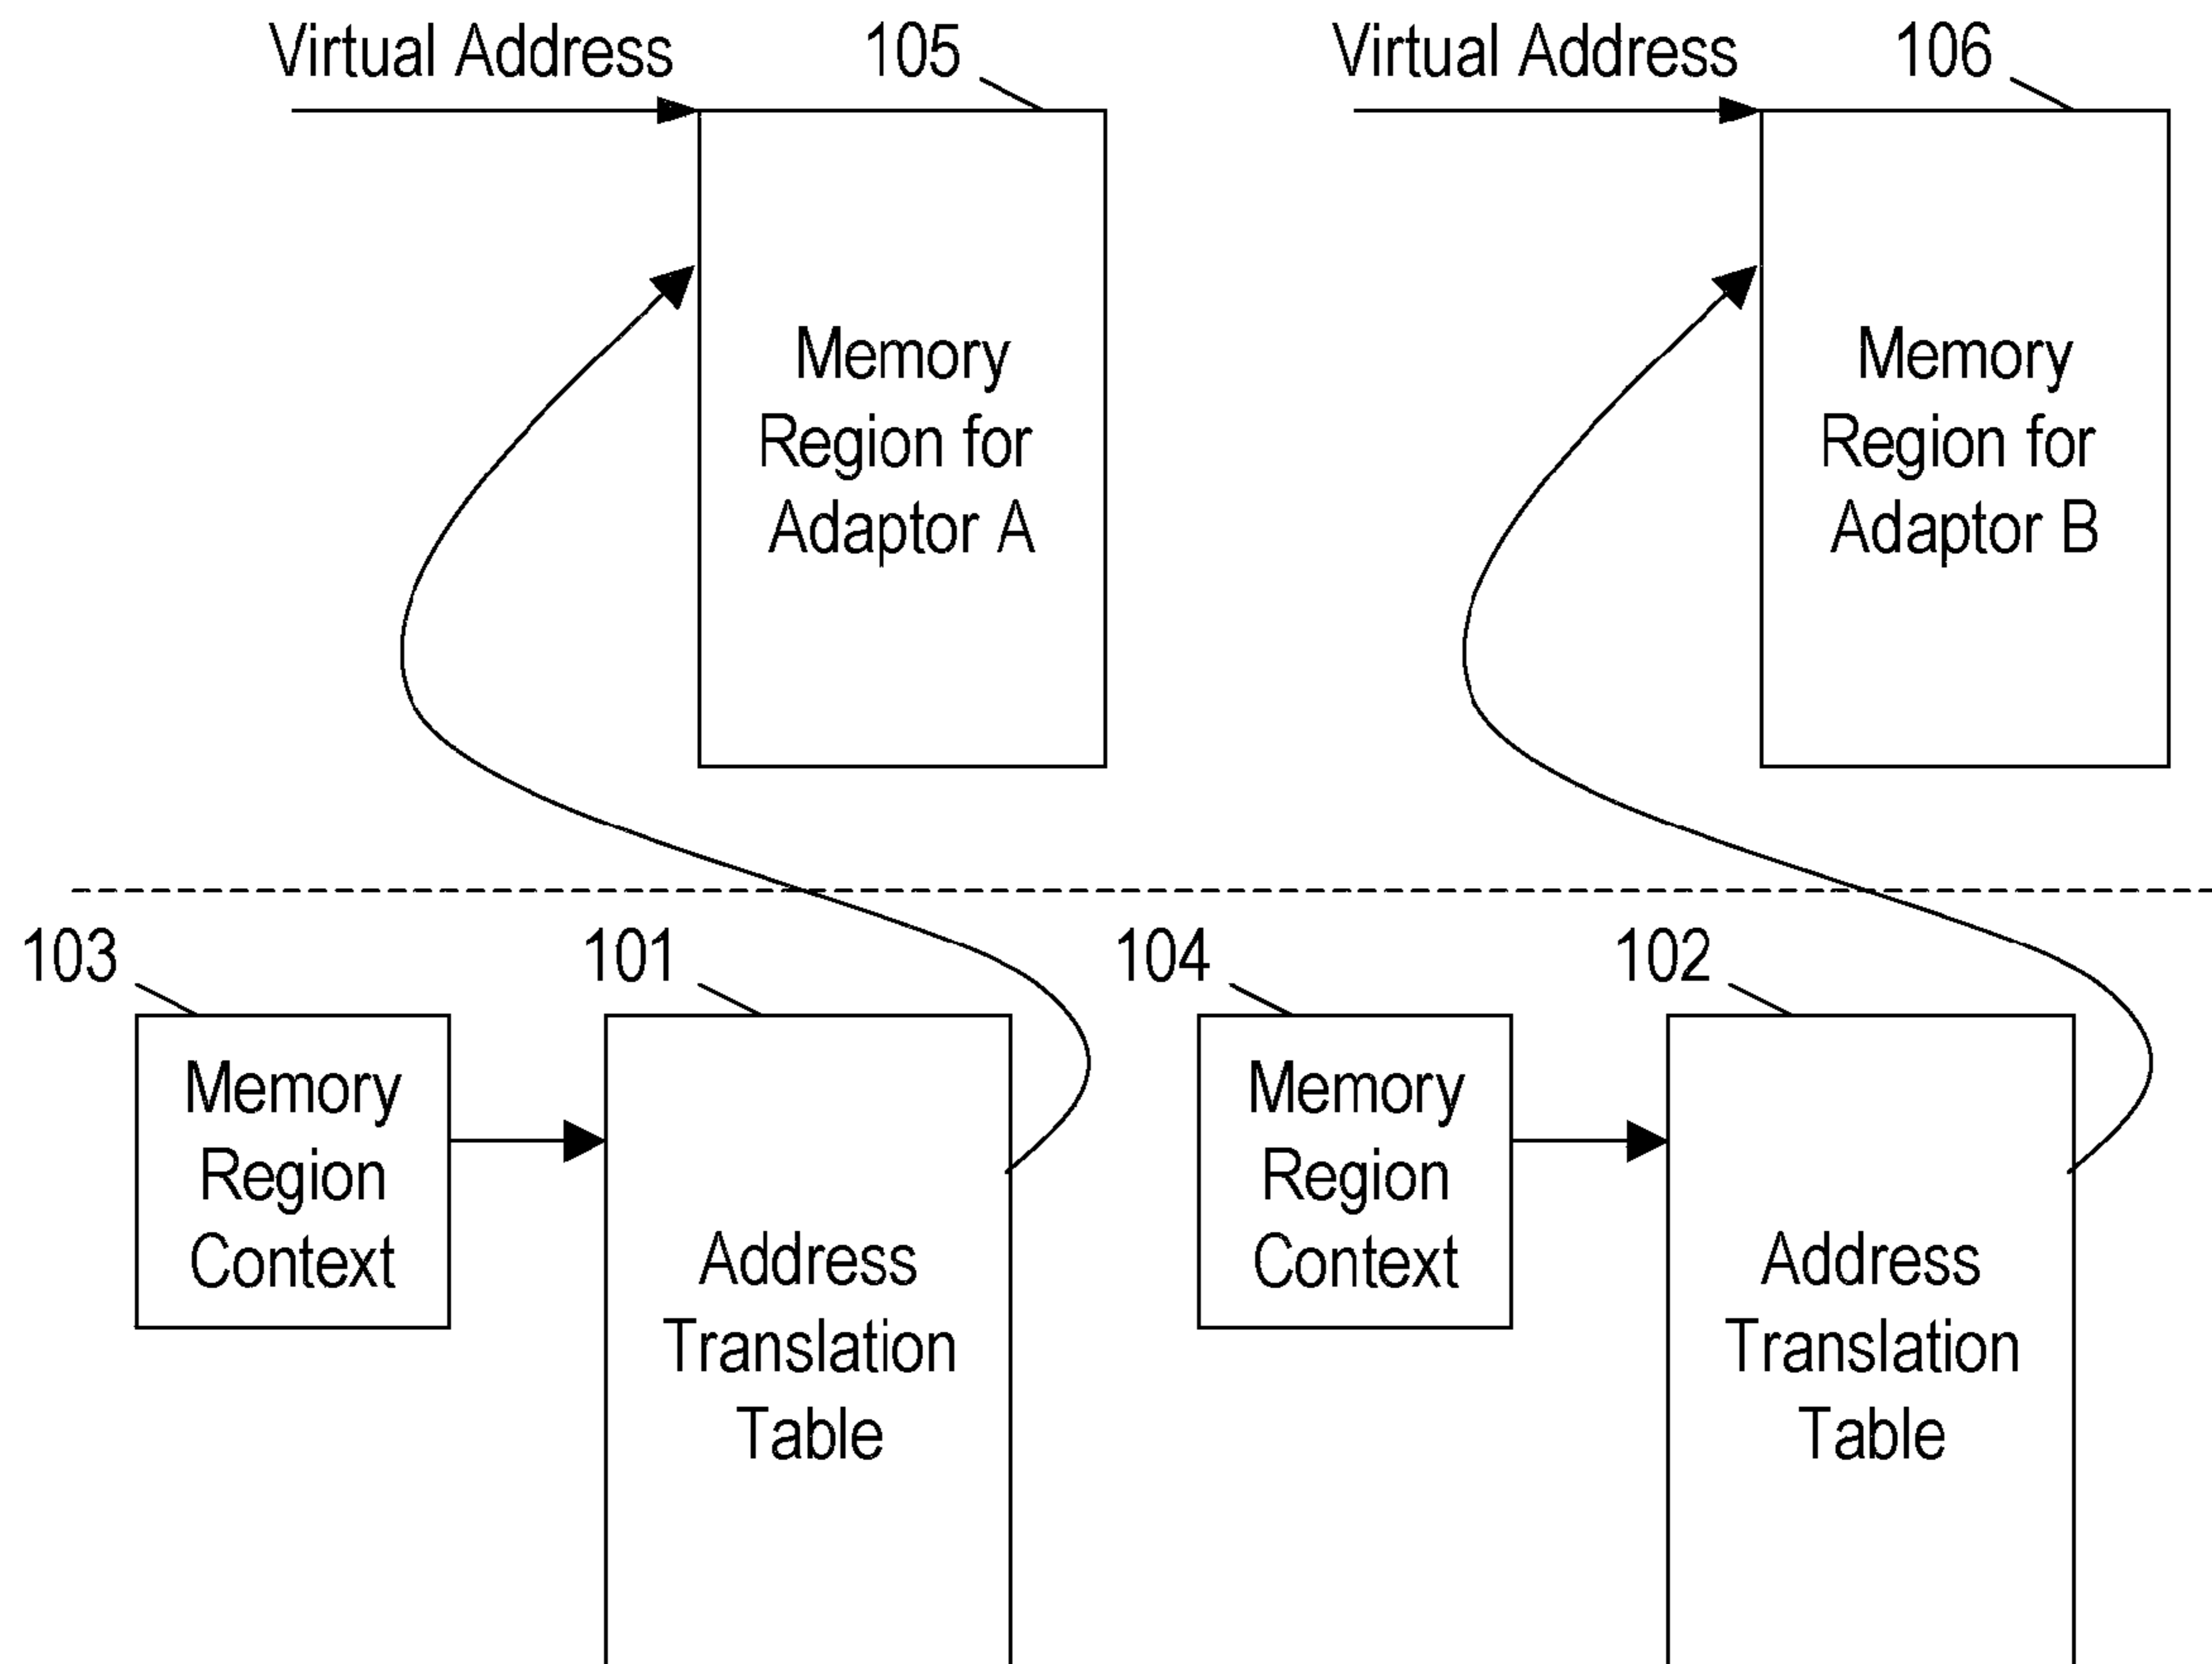 Virtual Address
105
Virtual Address
106
Memory
Region for
Adaptor A
Memory
Region for
Adaptor B
103
101
104
102
Memory
Region
Context
Address
Translation
Table
Memory
Region
Context
Address
Translation
Table